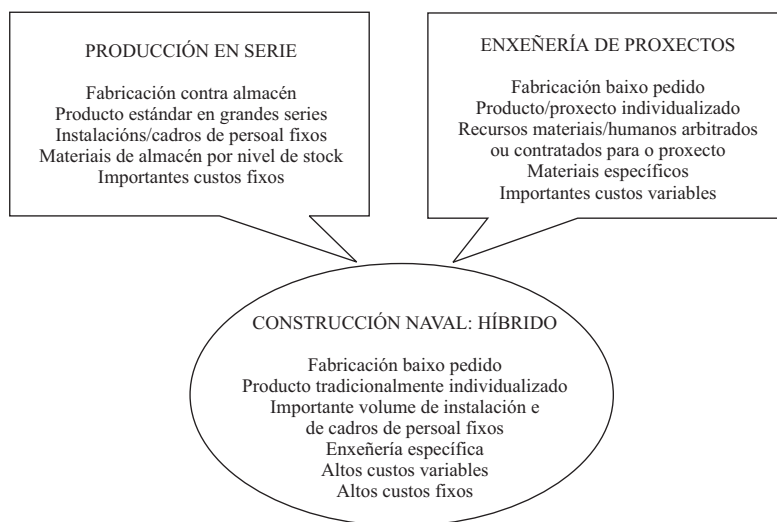 PRODUCCIÓN EN SERIE
Fabricación contra almacén
Producto estándar en grandes series
Instalacións/cadros de persoal fixos
Materiais de almacén por nivel de stock
Importantes custos fixos
ENXEÑERÍA DE PROXECTOS
Fabricación baixo pedido
Producto/proxecto individualizado
Recursos materiais/humanos arbitrados
ou contratados para o proxecto
Materiais específicos
Importantes custos variables
CONSTRUCCIÓN NAVAL: HÍBRIDO
Fabricación baixo pedido
Producto tradicionalmente individualizado
Importante volume de instalación e
de cadros de persoal fixos
Enxeñería específica
Altos custos variables
Altos custos fixos